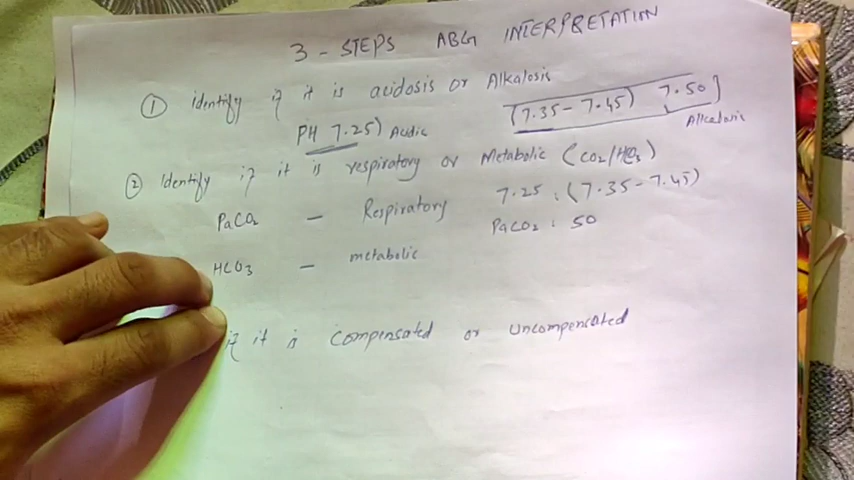 3 - STEPS ABG INTERPRETATION
① identify if it is acidosis or Alkalosis
PH 7.25) Acidic (7.35 - 7.45) 7.50}
Alkalosis
② Identify if it is respiratory or Metabolic (CO2/HCO3)
7.25 : (7.35 - 7.45)
PaCO2 - Respiratory
PaCO2 : 50
HCO3 - metabolic
if it is compensated or uncompensated